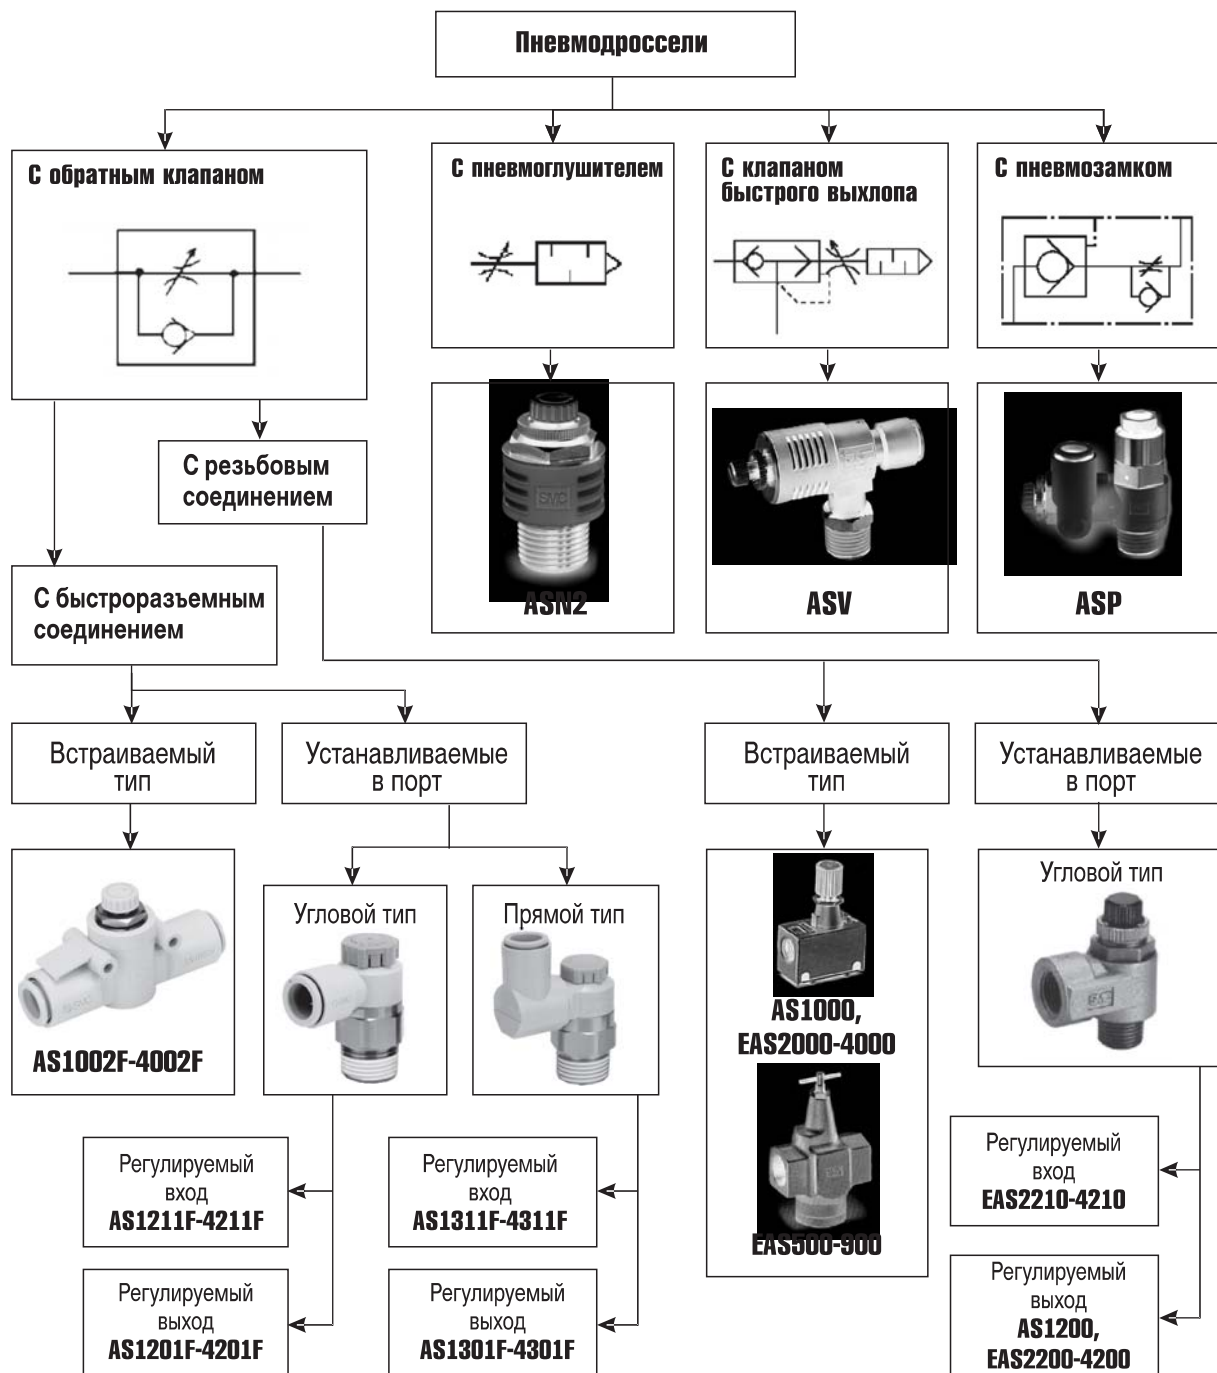 Пневмодроссели
С обратным клапаном
С пневмоглушителем
С клапаном
быстрого выхлопа
С пневмозамком
С резьбовым
соединением
SMC
ASN2
ASV
ASP
С быстроразъемным
соединением
Встраиваемый
тип
Устанавливаемые
в порт
Встраиваемый
тип
Устанавливаемые
в порт
AS1002F-4002F
Угловой тип
Прямой тип
AS1000,
EAS2000-4000
EAS500-900
Угловой тип
Регулируемый
вход
AS1211F-4211F
Регулируемый
вход
AS1311F-4311F
Регулируемый
вход
EAS2210-4210
Регулируемый
выход
AS1201F-4201F
Регулируемый
выход
AS1301F-4301F
Регулируемый
выход
AS1200,
EAS2200-4200